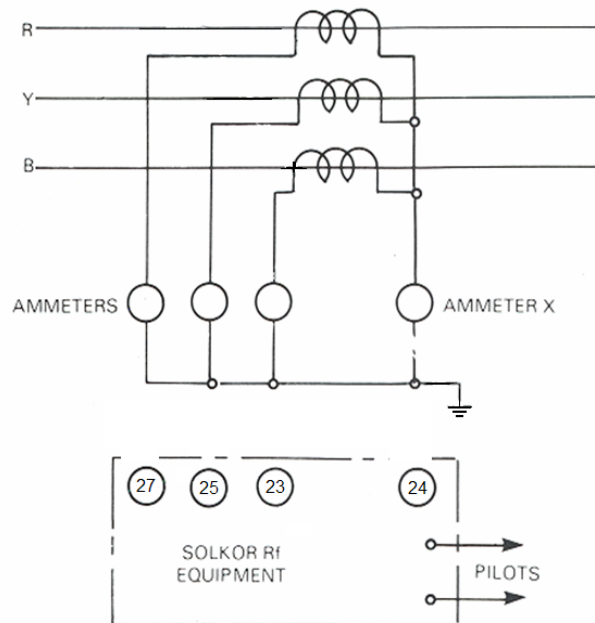 R
Y
B
AMMETERS
AMMETER X
27 25 23 24
SOLKOR Rf
EQUIPMENT
PILOTS